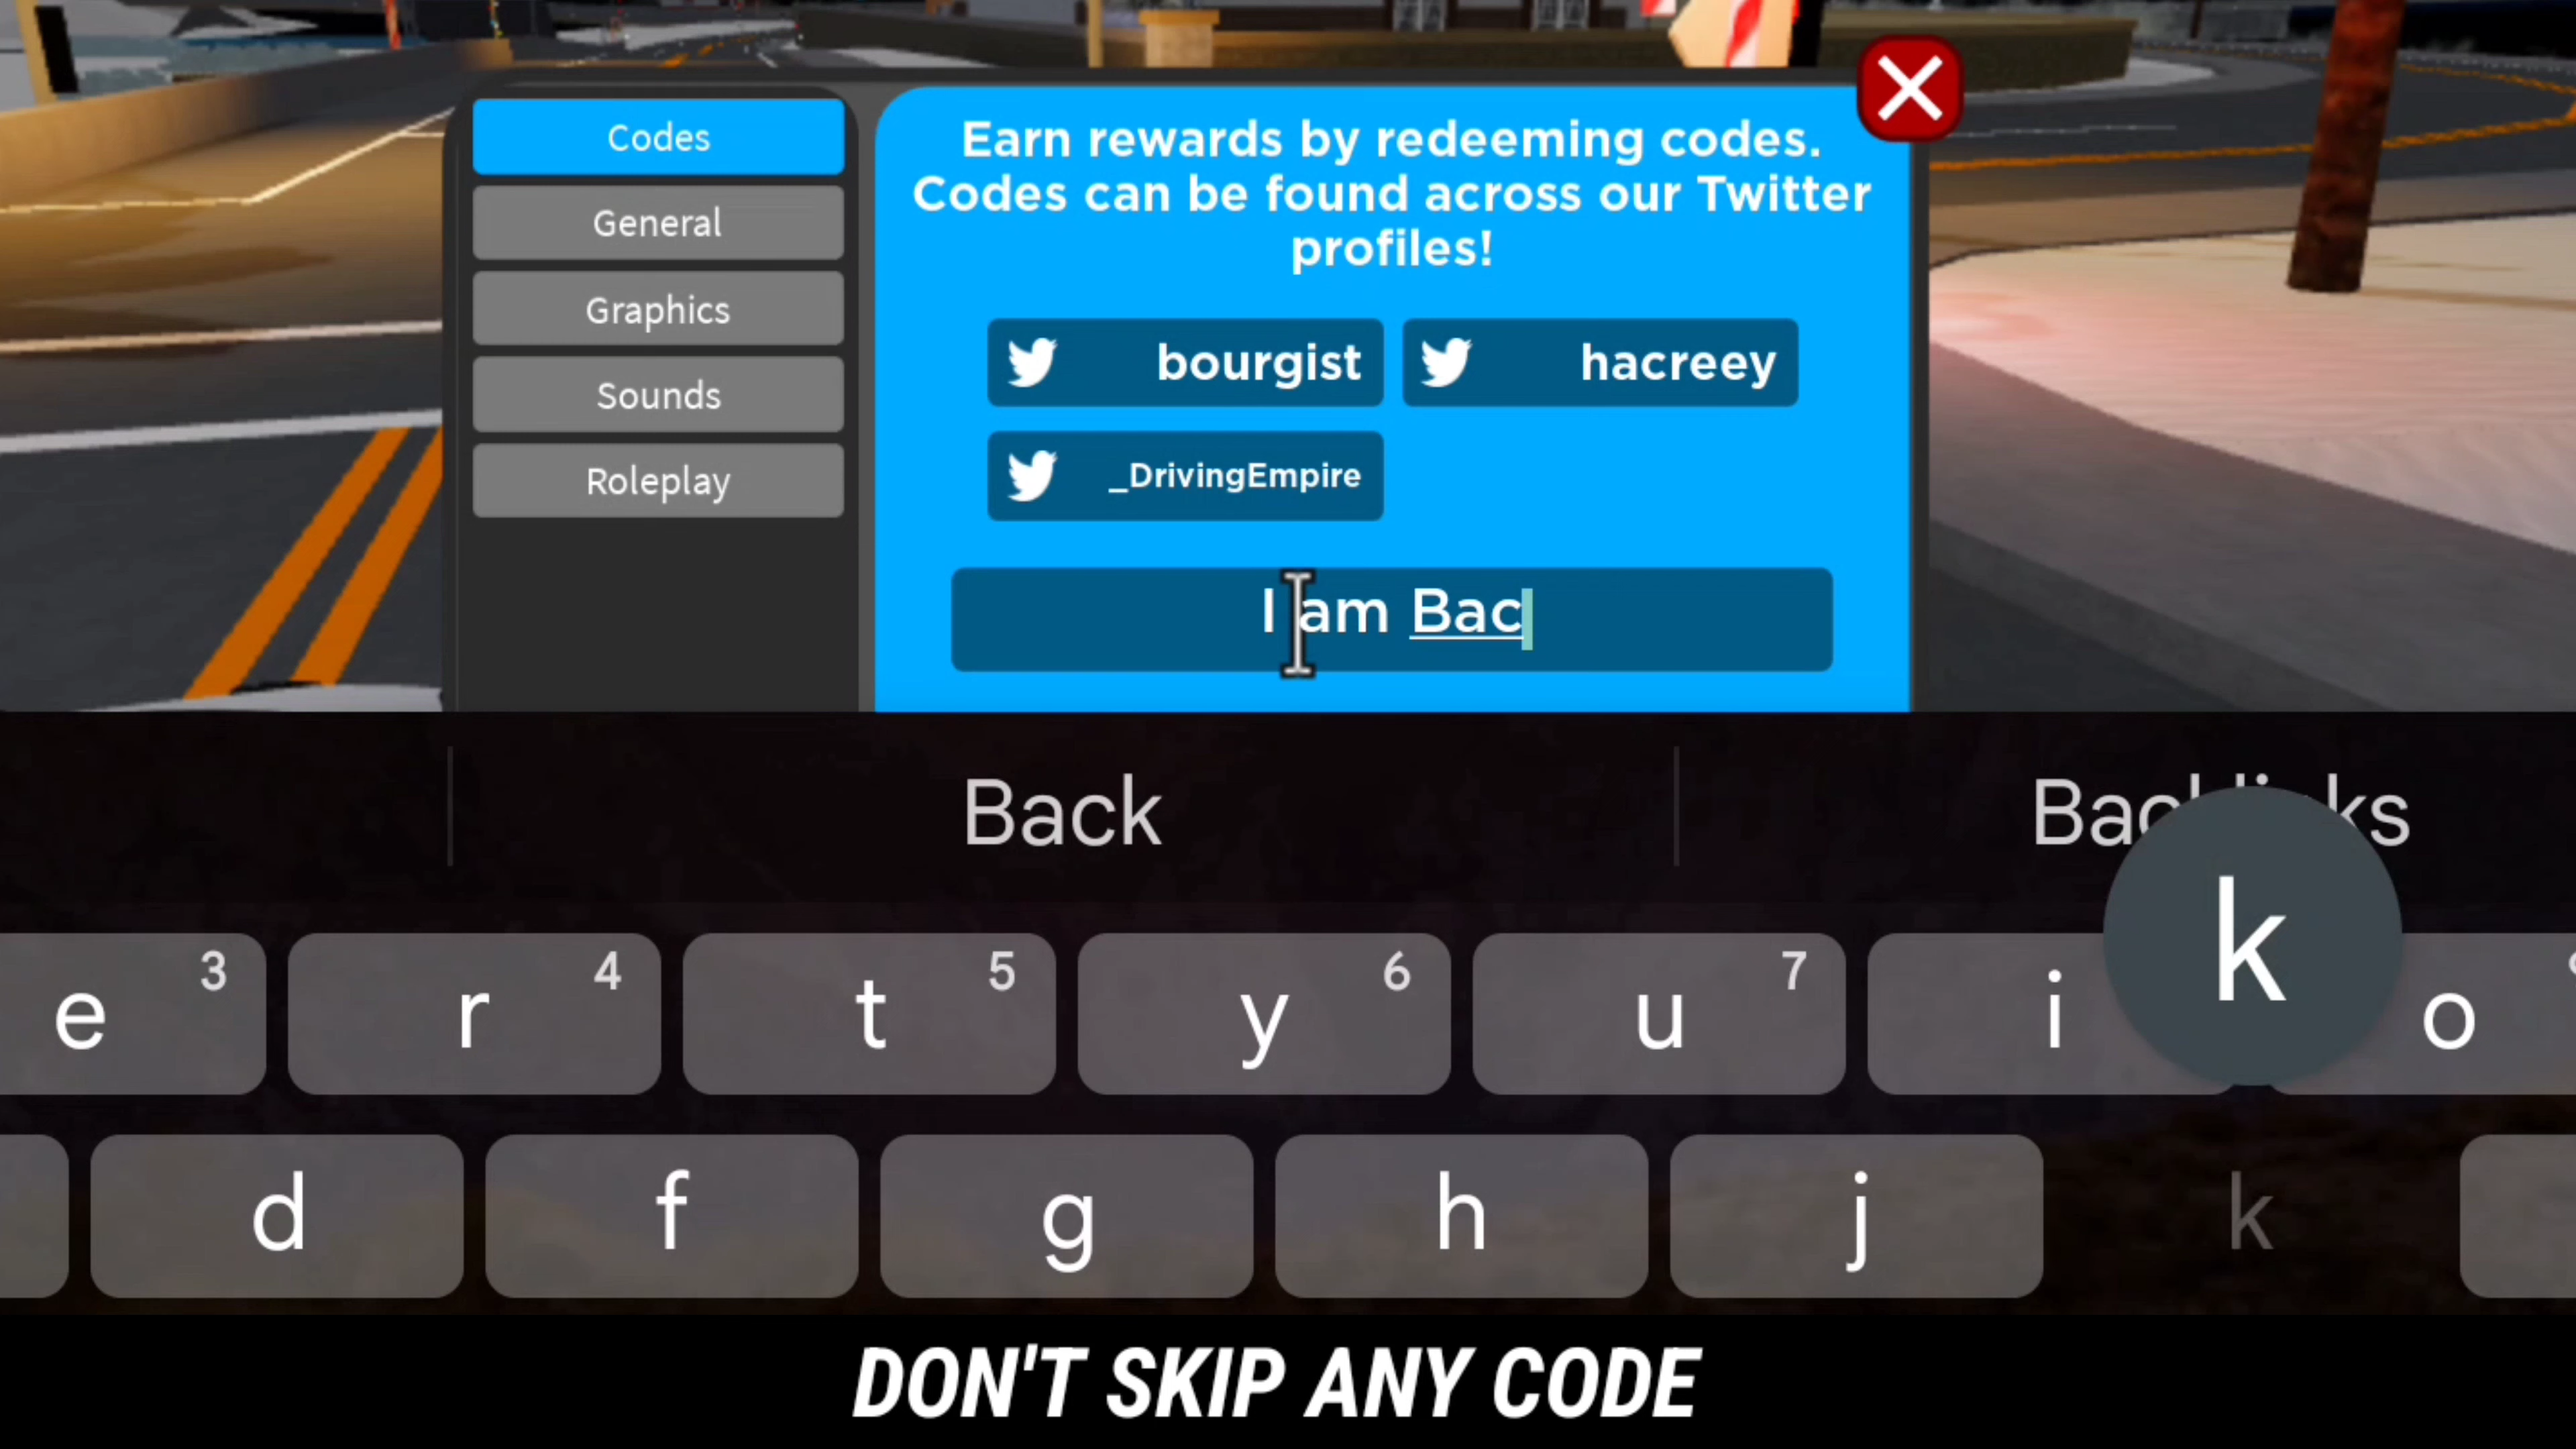 Codes
General
Graphics
Sounds
Roleplay
Earn rewards by redeeming codes.
Codes can be found across our Twitter
profiles!
bourgist
hacreey
_DrivingEmpire
I am Bac
Back
k
e 3 r 4 t 5 y 6 u 7 i o
d f g h j k
DON'T SKIP ANY CODE